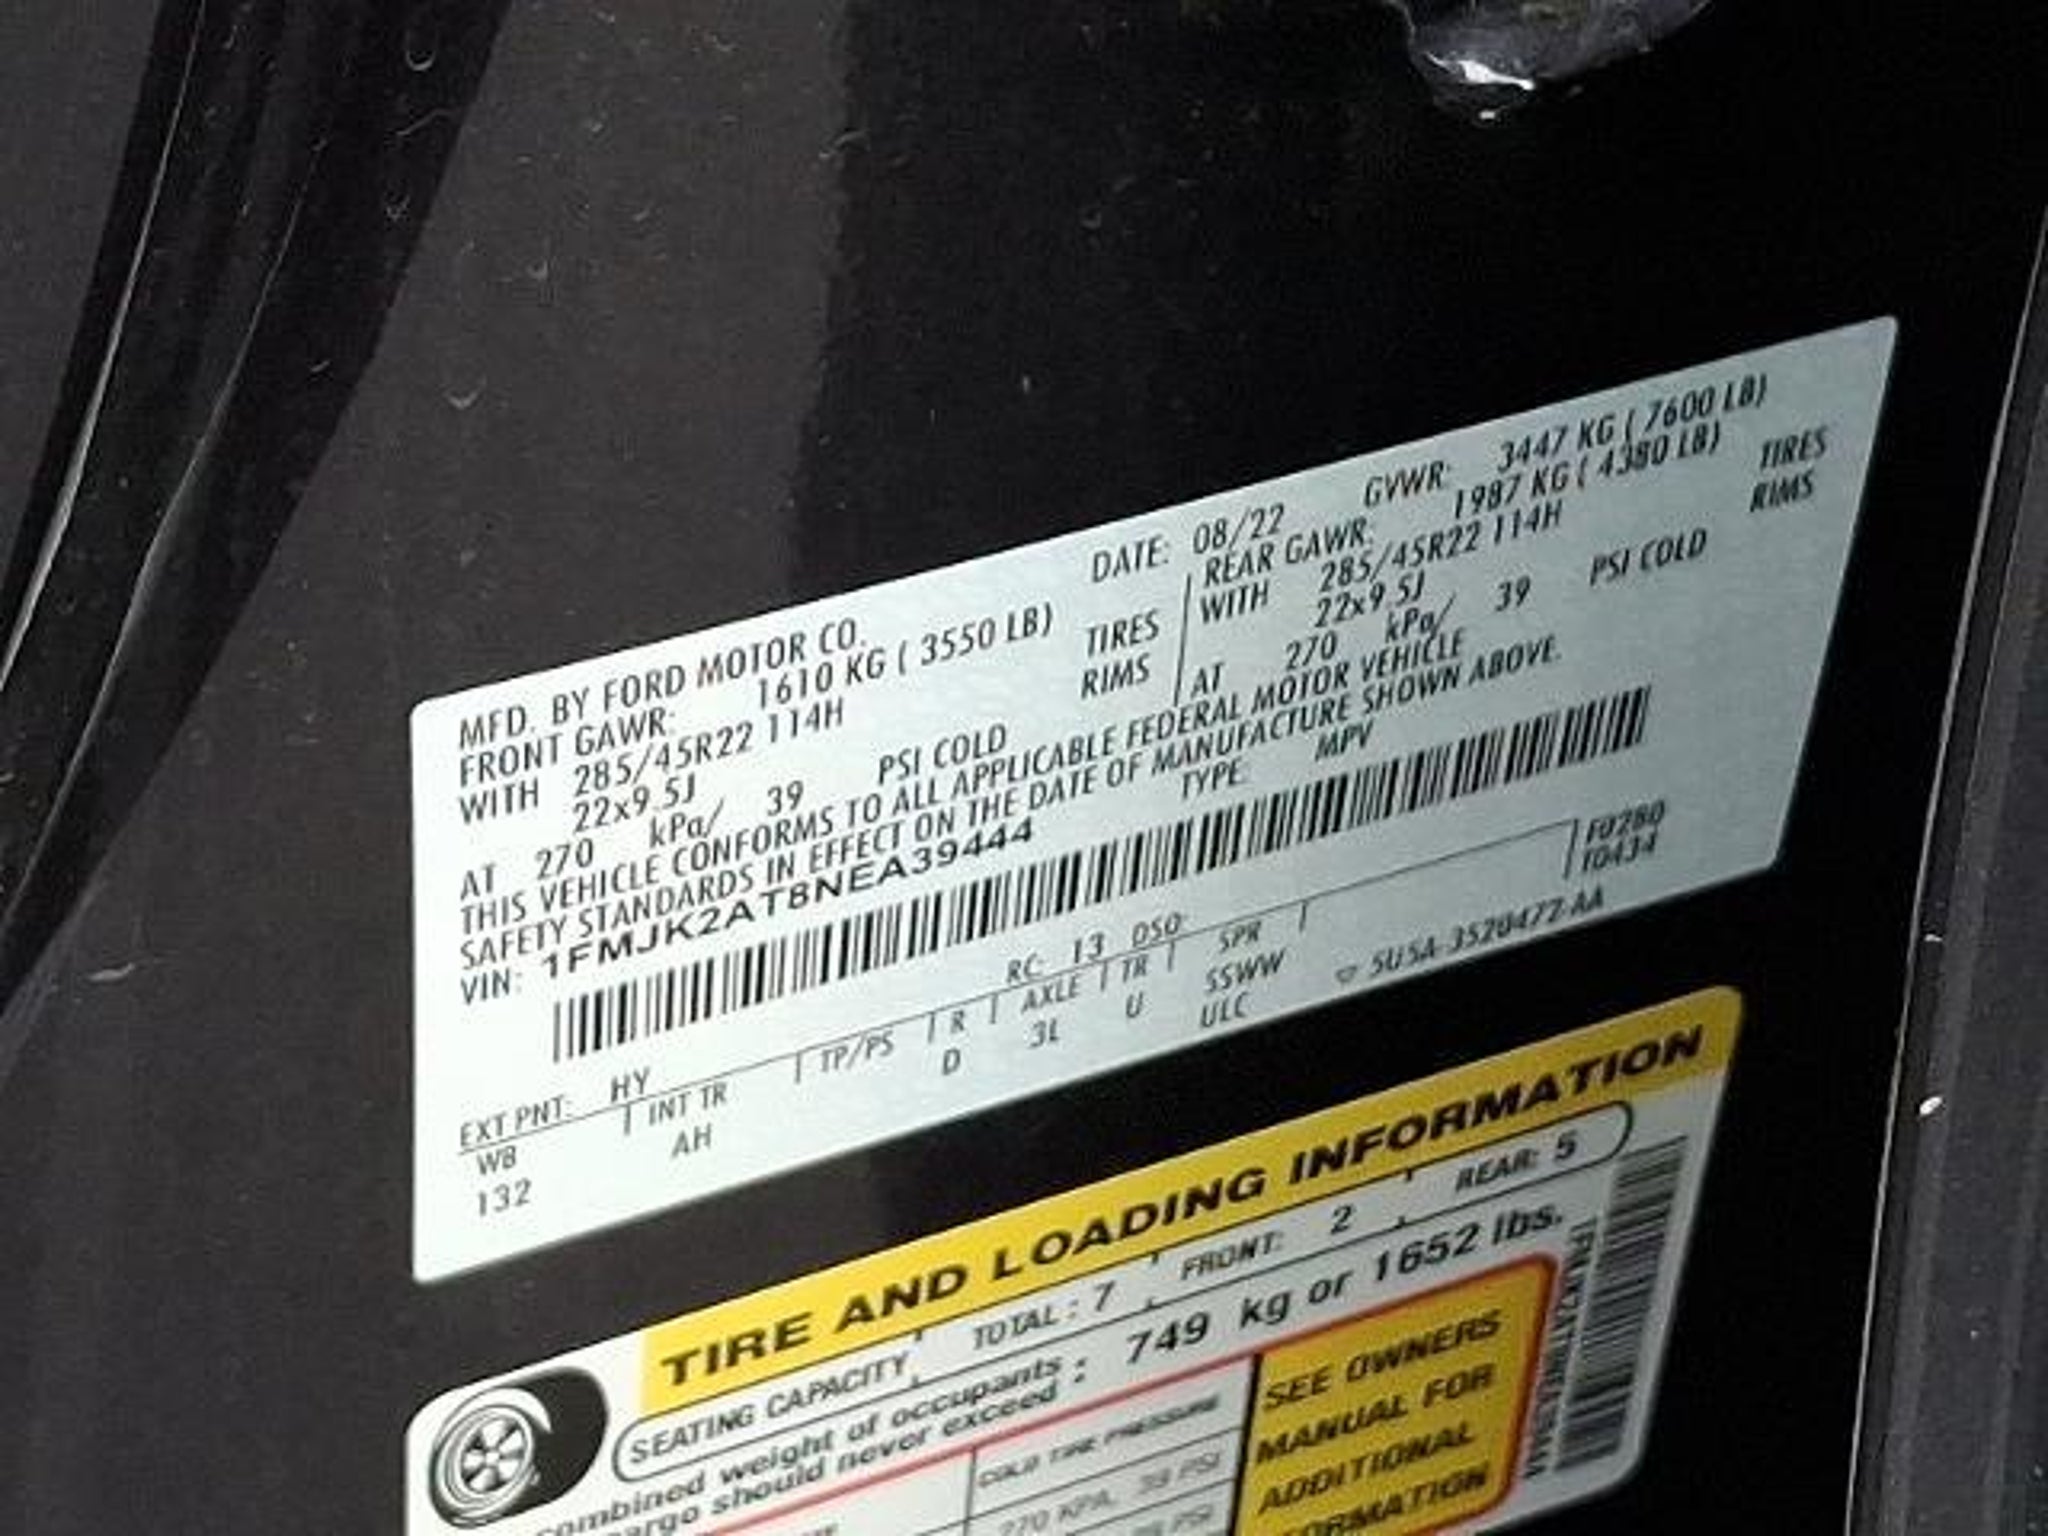 MFD. BY FORD MOTOR CO.
DATE: 08/22
GVWR: 3447 KG ( 7600 LB)
FRONT GAWR: 1610 KG ( 3550 LB)
WITH 285/45R22 114H TIRES
22x9.5J RIMS
AT 270 kPa/ 39 PSI COLD
REAR GAWR: 1987 KG ( 4380 LB)
WITH 285/45R22 114H TIRES
22x9.5J RIMS
AT 270 kPa/ 39 PSI COLD
THIS VEHICLE CONFORMS TO ALL APPLICABLE FEDERAL MOTOR VEHICLE
SAFETY STANDARDS IN EFFECT ON THE DATE OF MANUFACTURE SHOWN ABOVE.
VIN: 1FMJK2AT8NEA39444
TYPE: MPV
F0280
T0434
EXT PNT: HY RC: 13 DSO:
WB INT TR TP/PS R AXLE TR SPR
132 AH D 3L U SSWW
ULC 5U5A-3520472-AA
TIRE AND LOADING INFORMATION
SEATING CAPACITY, TOTAL: 7 , FRONT: 2 , REAR: 5
combined weight of occupants
cargo should never exceed : 749 kg or 1652 lbs.
COLD TIRE PRESSURE
270 KPA, 39 PSI
SEE OWNERS
MANUAL FOR
ADDITIONAL